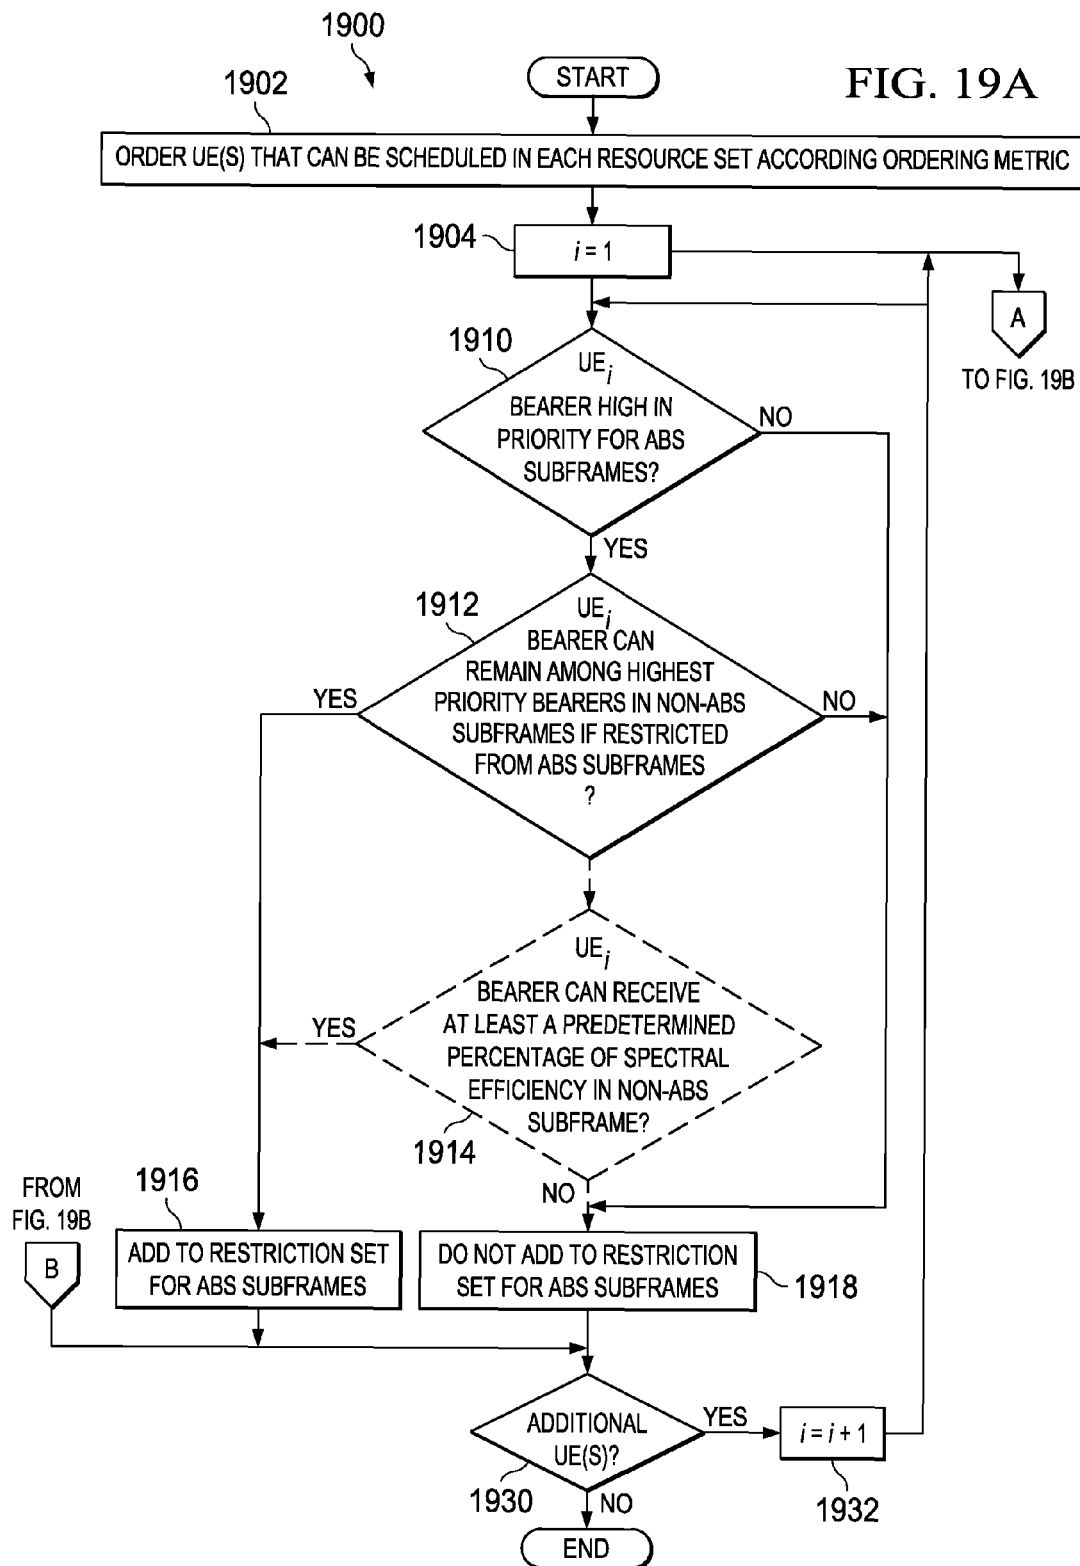 1900
FIG. 19A
START
1902
ORDER UE(S) THAT CAN BE SCHEDULED IN EACH RESOURCE SET ACCORDING ORDERING METRIC
1904
i = 1
A
TO FIG. 19B
1910
UEi
BEARER HIGH IN
PRIORITY FOR ABS
SUBFRAMES?
NO
YES
1912
UEi
BEARER CAN
REMAIN AMONG HIGHEST
PRIORITY BEARERS IN NON-ABS
SUBFRAMES IF RESTRICTED
FROM ABS SUBFRAMES
?
YES
NO
UEi
BEARER CAN RECEIVE
AT LEAST A PREDETERMINED
PERCENTAGE OF SPECTRAL
EFFICIENCY IN NON-ABS
SUBFRAME?
YES
1914
NO
FROM
FIG. 19B
B
1916
ADD TO RESTRICTION SET
FOR ABS SUBFRAMES
DO NOT ADD TO RESTRICTION
SET FOR ABS SUBFRAMES
1918
ADDITIONAL
UE(S)?
YES
i = i + 1
1930
1932
NO
END